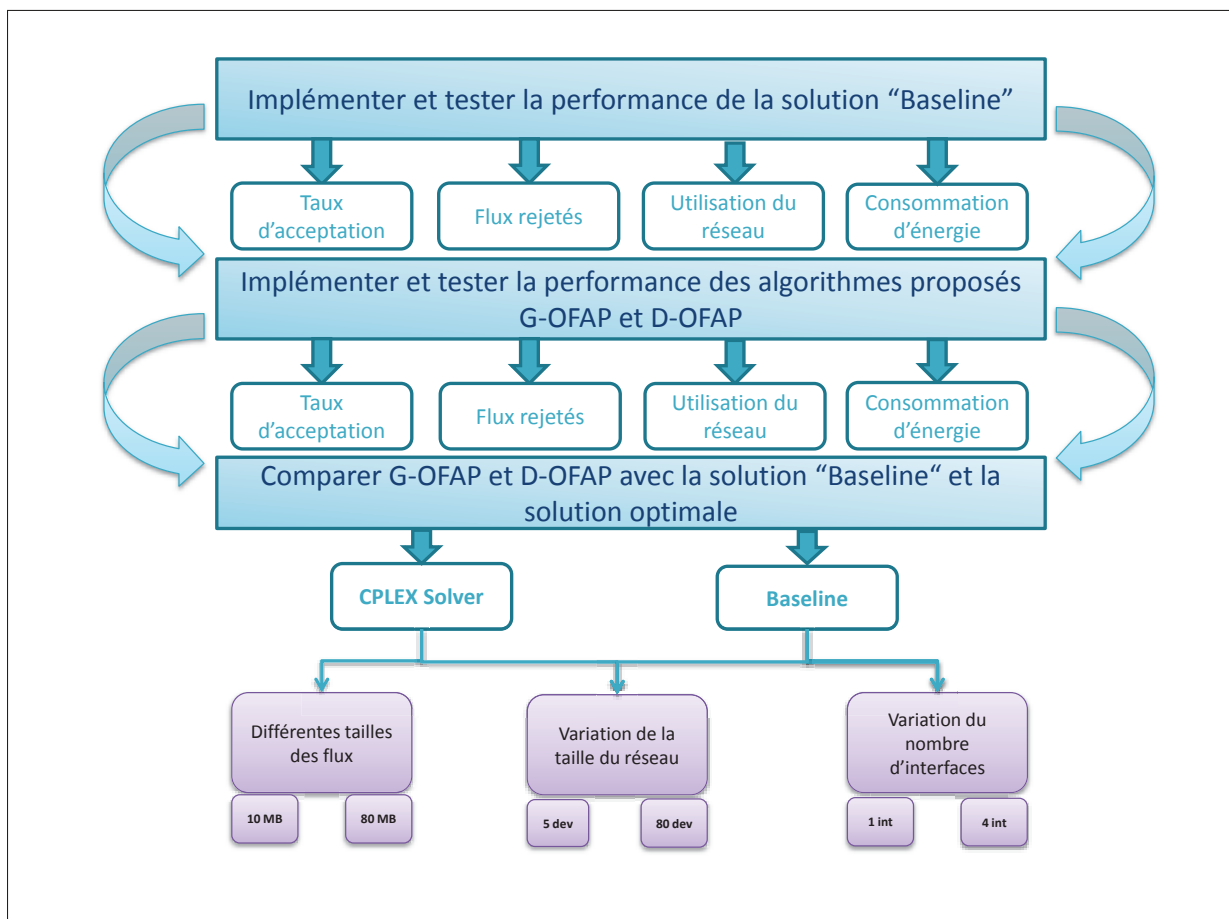 Implémenter et tester la performance de la solution “Baseline”
Taux
d’acceptation
Flux rejetés
Utilisation du
réseau
Consommation
d’énergie
Implémenter et tester la performance des algorithmes proposés
G-OFAP et D-OFAP
Taux
d’acceptation
Flux rejetés
Utilisation du
réseau
Consommation
d’énergie
Comparer G-OFAP et D-OFAP avec la solution “Baseline“ et la
solution optimale
CPLEX Solver
Baseline
Différentes tailles
des flux
Variation de la
taille du réseau
Variation du
nombre
d’interfaces
10 MB
80 MB
5 dev
80 dev
1 int
4 int